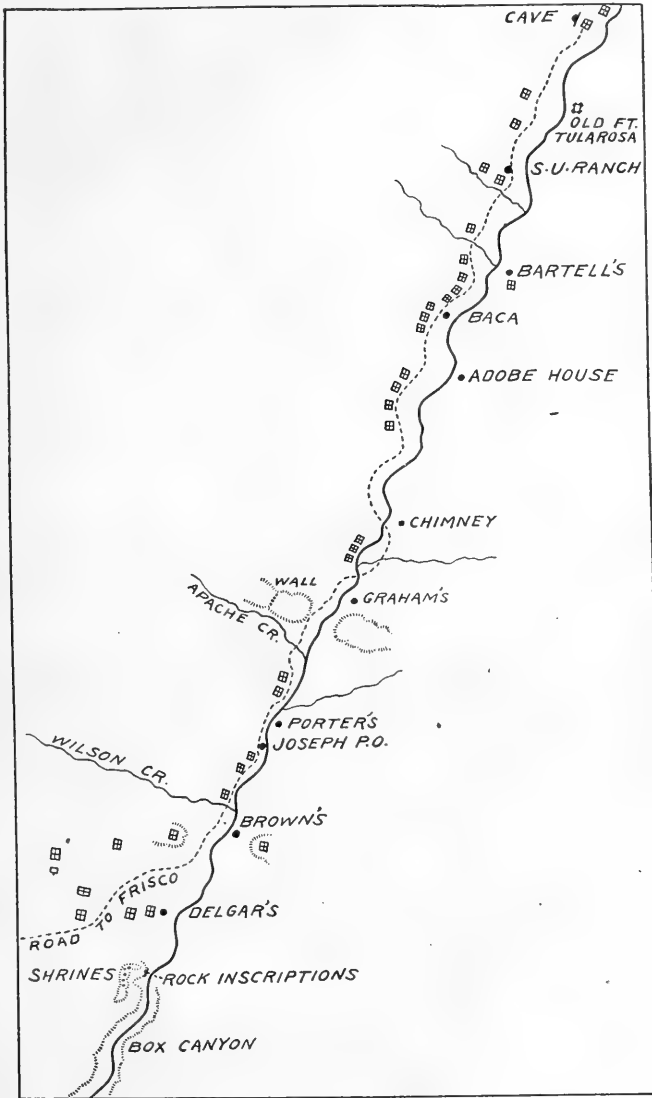 CAVE
OLD FT.
TULAROSA
S.U. RANCH
BARTELL'S
BACA
ADOBE HOUSE
CHIMNEY
WALL
GRAHAM'S
APACHE CR.
PORTER'S
JOSEPH P.O.
WILSON CR.
BROWN'S
ROAD TO FRISCO
DELGAR'S
SHRINES
ROCK INSCRIPTIONS
BOX CANYON